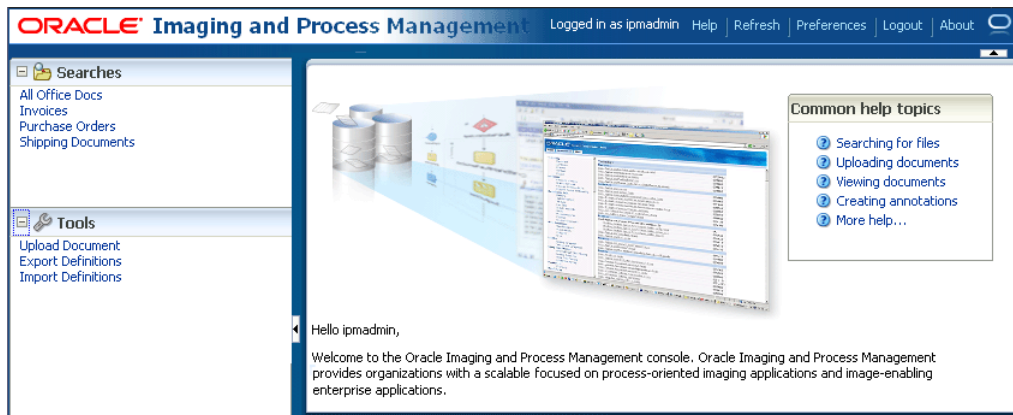 ORACLE Imaging and Process Management
Logged in as ipmadmin Help Refresh Preferences Logout About
Searches
All Office Docs
Invoices
Purchase Orders
Shipping Documents
Tools
Upload Document
Export Definitions
Import Definitions
Common help topics
Searching for files
Uploading documents
Viewing documents
Creating annotations
More help...
Hello ipmadmin,
Welcome to the Oracle Imaging and Process Management console. Oracle Imaging and Process Management
provides organizations with a scalable focused on process-oriented imaging applications and image-enabling
enterprise applications.